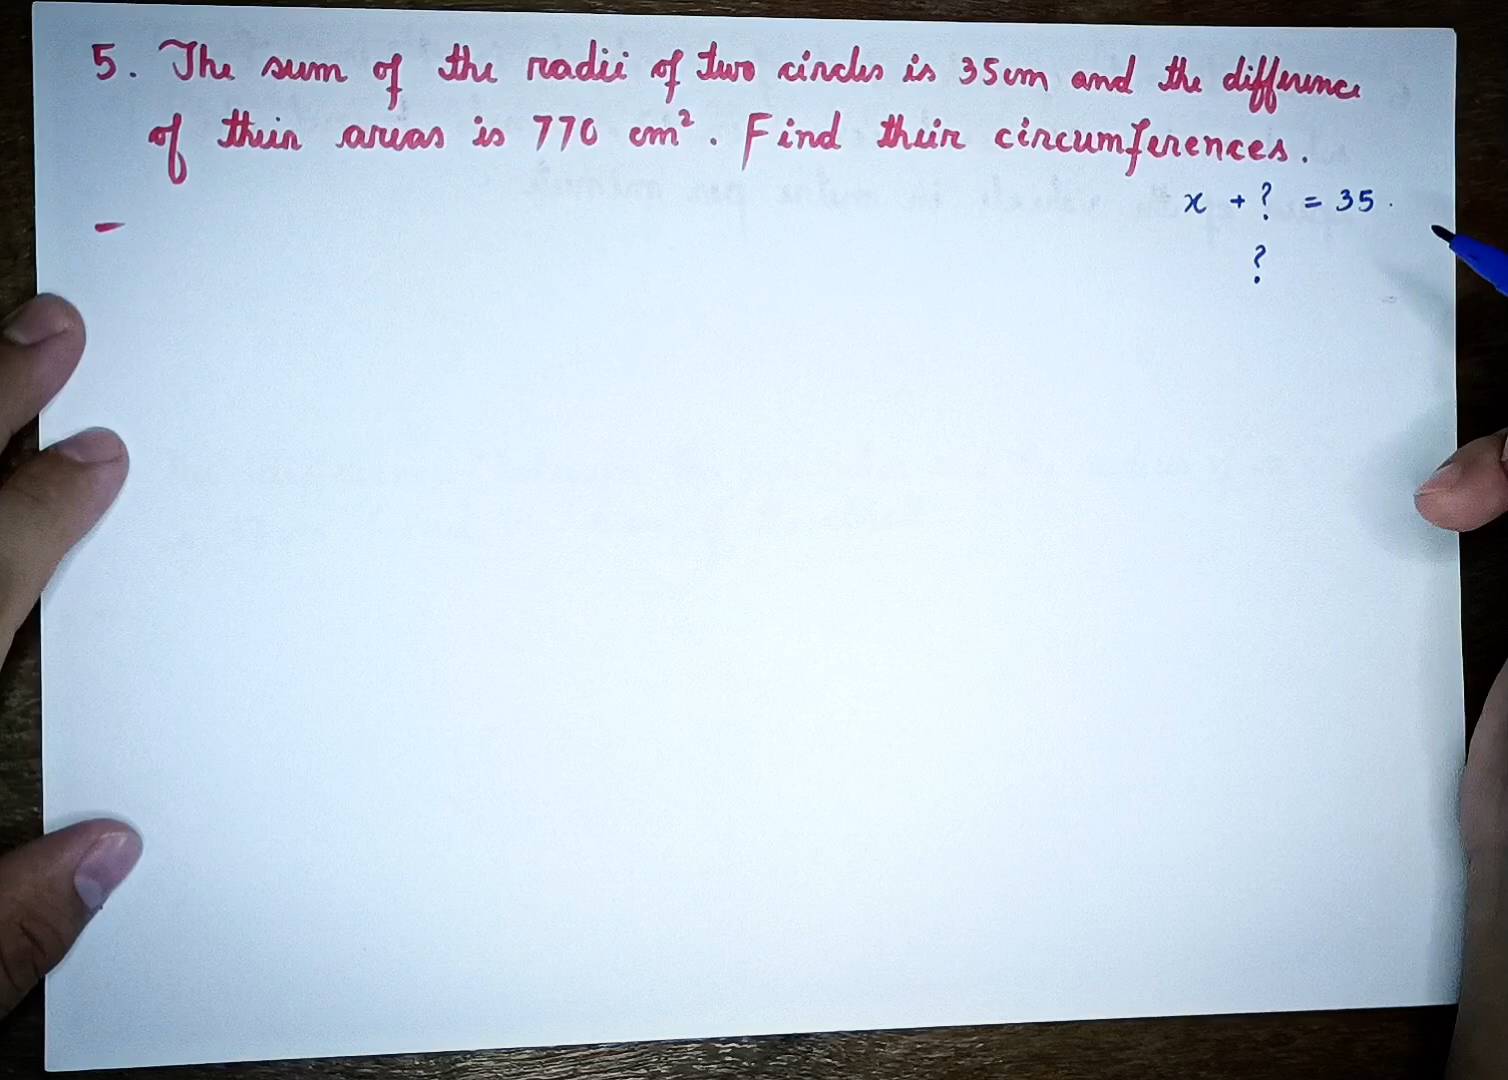 5. The sum of the radii of two circles is 35cm and the difference
of their areas is 770 cm². Find their circumferences.
x + ? = 35.
?